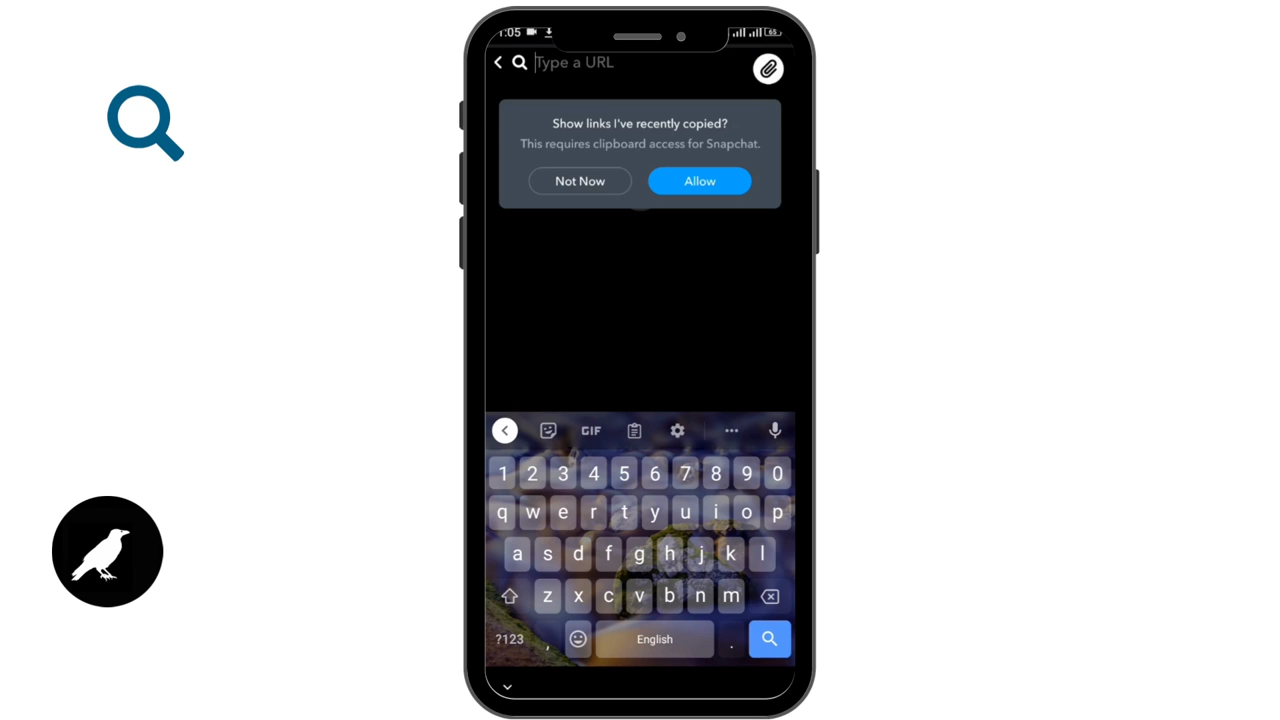 1:05
65
Type a URL
Show links I've recently copied?
This requires clipboard access for Snapchat.
Not Now
Allow
GIF
1 2 3 4 5 6 7 8 9 0
q w e r t y u i o p
a s d f g h j k l
z x c v b n m
?123 , English .